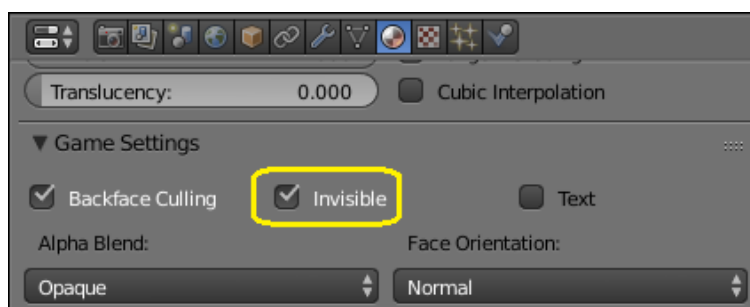 Translucency: 0.000 Cubic Interpolation
Game Settings
Backface Culling Invisible Text
Alpha Blend: Face Orientation:
Opaque Normal